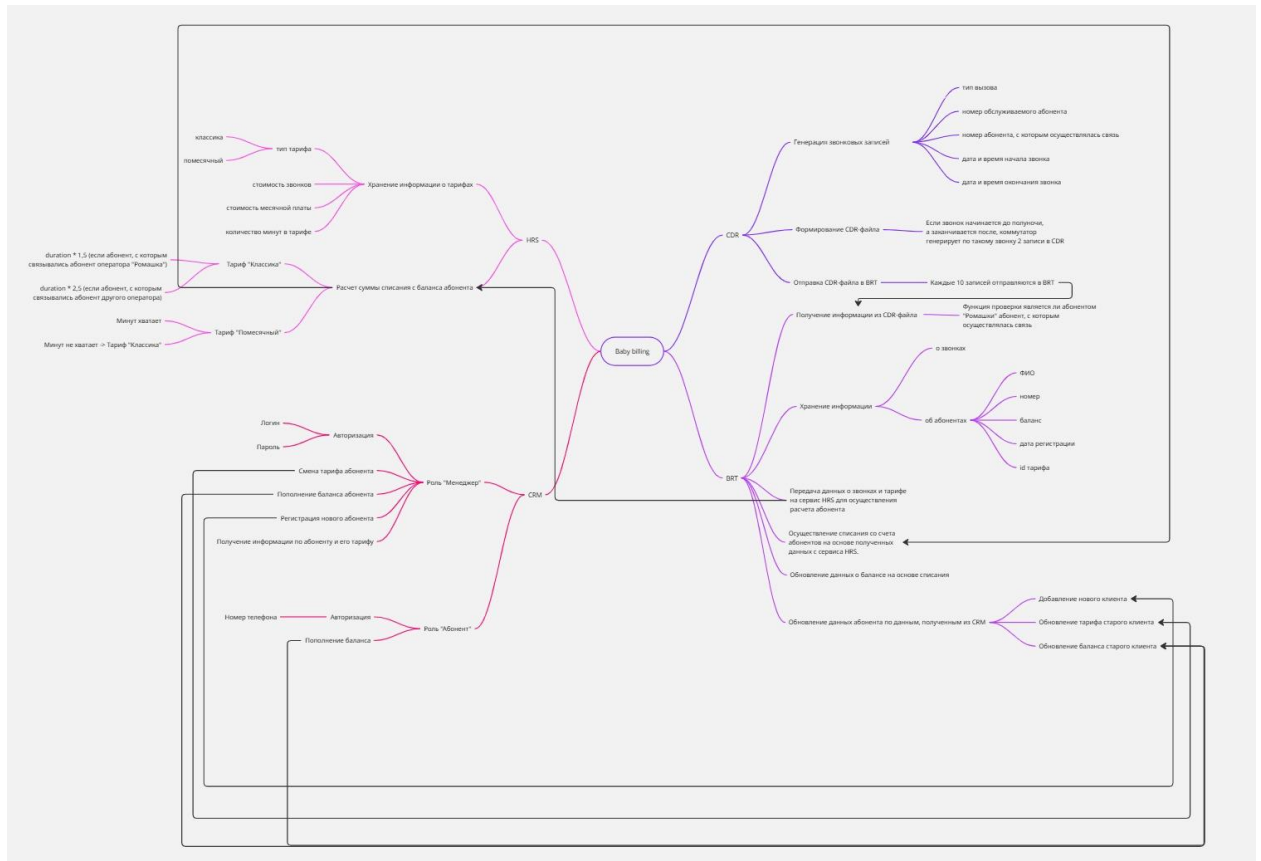 Baby billing
HRS
Хранение информации о тарифах
тип тарифа
классика
помесячный
стоимость звонков
стоимость месячной платы
количество минут в тарифе
Расчет суммы списания с баланса абонента
Тариф "Классика"
duration * 1,5 (если абонент, с которым
связывались абонент оператора "Ромашка")
duration * 2,5 (если абонент, с которым
связывались абонент другого оператора)
Тариф "Помесячный"
Минут хватает
Минут не хватает -> Тариф "Классика"
CRM
Роль "Менеджер"
Авторизация
Логин
Пароль
Смена тарифа абонента
Пополнение баланса абонента
Регистрация нового абонента
Получение информации по абоненту и его тарифу
Роль "Абонент"
Авторизация
Номер телефона
Пополнение баланса
CDR
Генерация звонковых записей
тип вызова
номер обслуживаемого абонента
номер абонента, с которым осуществлялась связь
дата и время начала звонка
дата и время окончания звонка
Формирование CDR-файла
Если звонок начинается до полуночи,
а заканчивается после, коммутатор
генерирует по такому звонку 2 записи в CDR
Отправка CDR-файла в BRT
Каждые 10 записей отправляются в BRT
BRT
Получение информации из CDR-файла
Функция проверки является ли абонентом
"Ромашки" абонент, с которым
осуществлялась связь
Хранение информации
о звонках
об абонентах
ФИО
номер
баланс
дата регистрации
id тарифа
Передача данных о звонках и тарифе
на сервис HRS для осуществления
расчета абонента
Осуществление списания со счета
абонентов на основе полученных
данных с сервиса HRS.
Обновление данных о балансе на основе списания
Обновление данных абонента по данным, полученным из CRM
Добавление нового клиента
Обновление тарифа старого клиента
Обновление баланса старого клиента